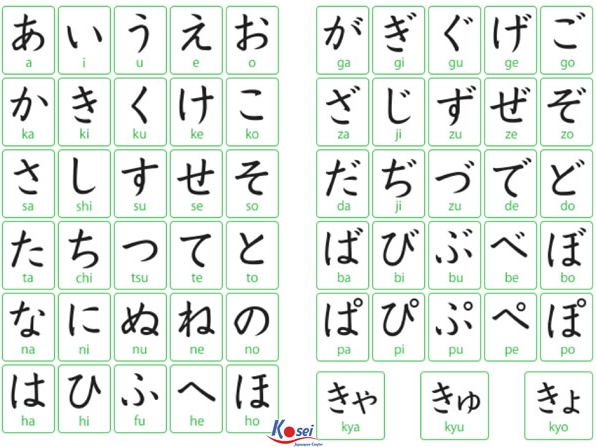 あ い う え お
a i u e o
か き く け こ
ka ki ku ke ko
さ し す せ そ
sa shi su se so
た ち つ て と
ta chi tsu te to
な に ぬ ね の
na ni nu ne no
は ひ ふ へ ほ
ha hi fu he ho
が ぎ ぐ げ ご
ga gi gu ge go
ざ じ ず ぜ ぞ
za ji zu ze zo
だ ぢ づ で ど
da ji zu de do
ば び ぶ べ ぼ
ba bi bu be bo
ぱ ぴ ぷ ぺ ぽ
pa pi pu pe po
きゃ きゅ きょ
kya kyu kyo
Kosei
Japanese Center